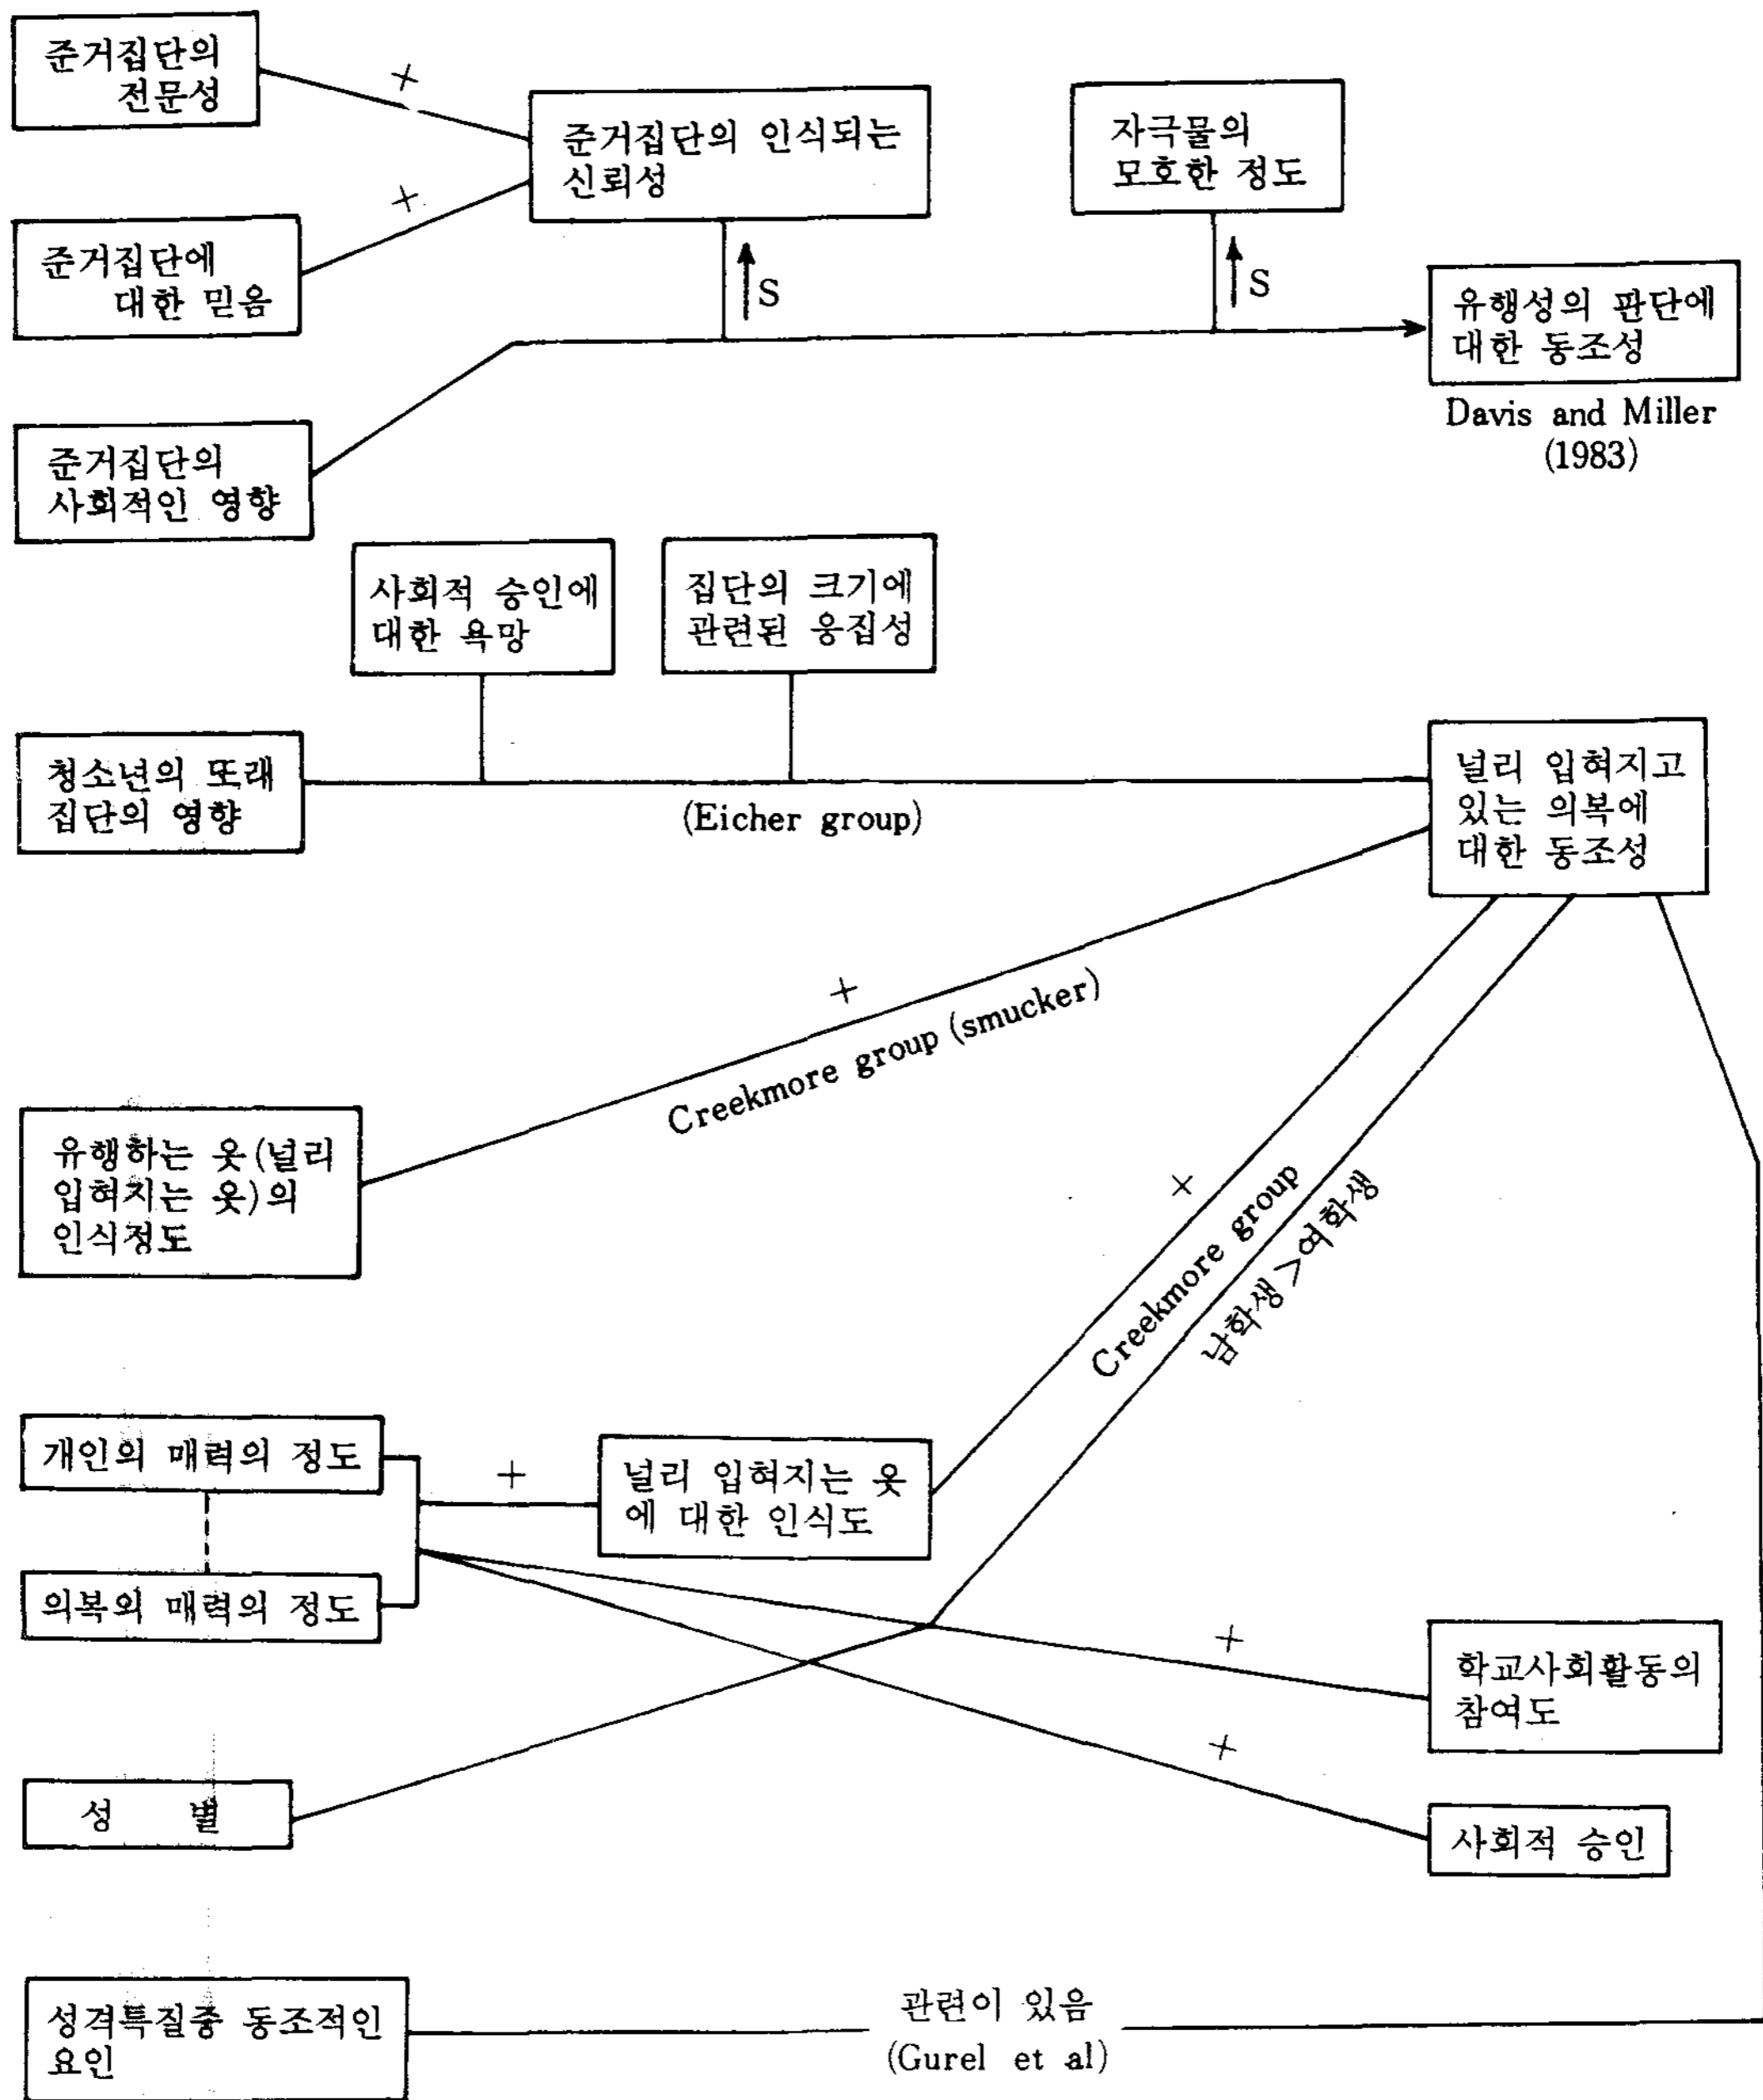 준거집단의
전문성
+
준거집단의 인식되는
신뢰성
자극물의
모호한 정도
+
준거집단에
대한 믿음
S
S
유행성의 판단에
대한 동조성
Davis and Miller
(1983)
준거집단의
사회적인 영향
사회적 승인에
대한 욕망
집단의 크기에
관련된 응집성
청소년의 또래
집단의 영향
(Eicher group)
널리 입혀지고
있는 의복에
대한 동조성
+
Creekmore group (smucker)
유행하는 옷(널리
입혀지는 옷)의
인식정도
×
Creekmore group
남학생>여학생
개인의 매력의 정도
+
널리 입혀지는 옷
에 대한 인식도
의복외 매력의 정도
+
학교사회활동의
참여도
+
성 별
사회적 승인
성격특질중 동조적인
요인
관련이 있음
(Gurel et al)